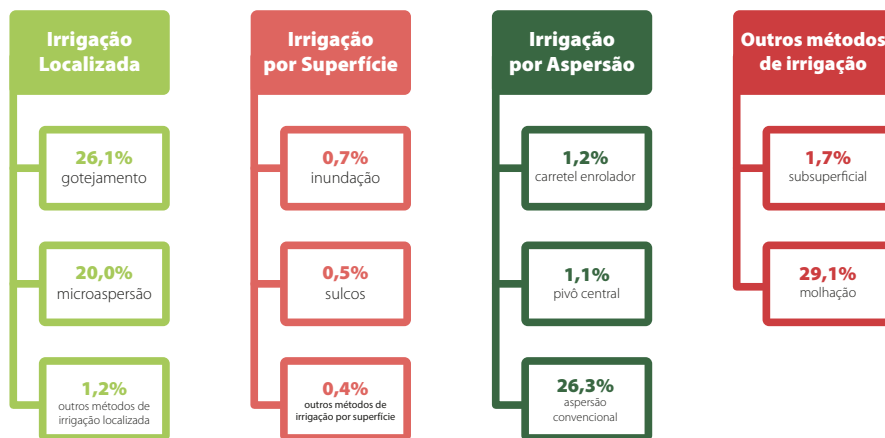 Irrigação
Localizada
26,1%
gotejamento
20,0%
microaspersão
1,2%
outros métodos de
irrigação localizada
Irrigação
por Superfície
0,7%
inundação
0,5%
sulcos
0,4%
outros métodos de
irrigação por superfície
Irrigação
por Aspersão
1,2%
carretel enrolador
1,1%
pivô central
26,3%
aspersão
convencional
Outros métodos
de irrigação
1,7%
subsuperficial
29,1%
molhação